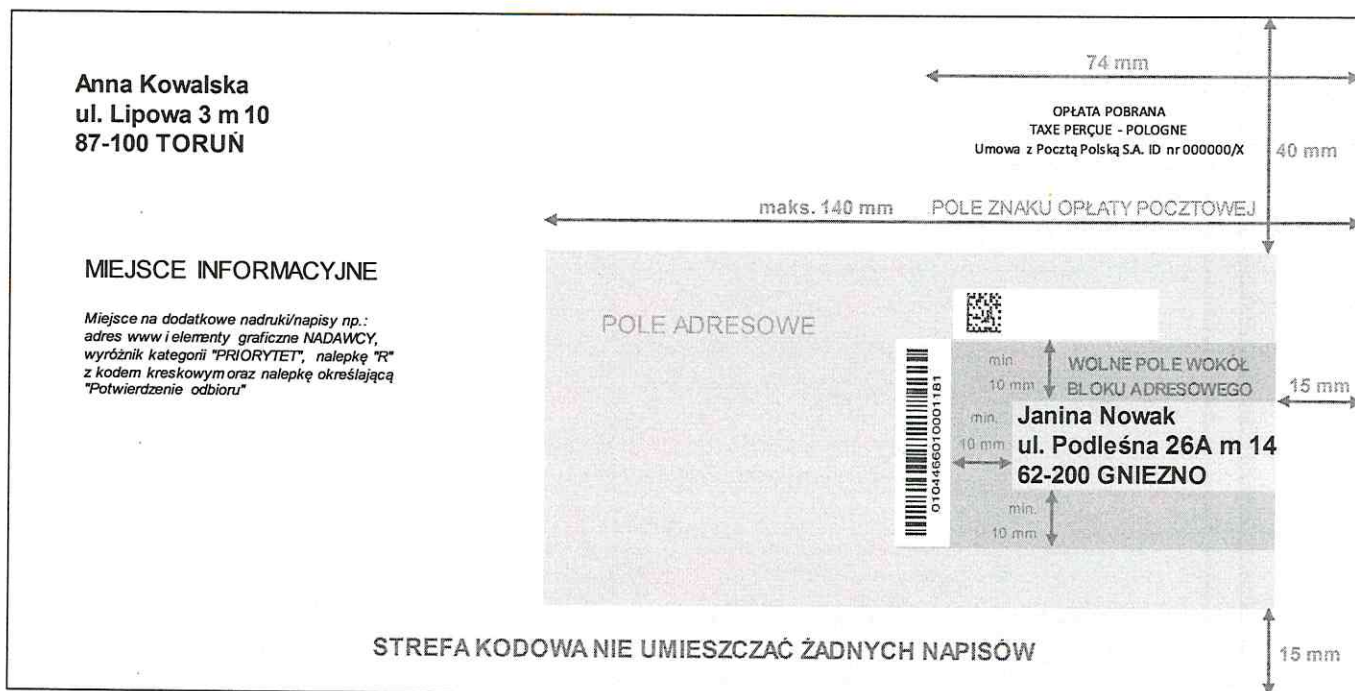 Anna Kowalska
ul. Lipowa 3 m 10
87-100 TORUŃ
74 mm
OPŁATA POBRANA
TAXE PERÇUE - POLOGNE
Umowa z Pocztą Polską S.A. ID nr 000000/X
40 mm
maks. 140 mm
POLE ZNAKU OPŁATY POCZTOWEJ
MIEJSCE INFORMACYJNE
Miejsce na dodatkowe nadruki/napisy np.:
adres www i elementy graficzne NADAWCY,
wyróżnik kategorii "PRIORYTET", nalepkę "R"
z kodem kreskowym oraz nalepkę określającą
"Potwierdzenie odbioru"
POLE ADRESOWE
min.
10 mm
WOLNE POLE WOKÓŁ
BLOKU ADRESOWEGO
15 mm
min.
10 mm
Janina Nowak
ul. Podleśna 26A m 14
62-200 GNIEZNO
min.
10 mm
STREFA KODOWA NIE UMIESZCZAĆ ŻADNYCH NAPISÓW
15 mm